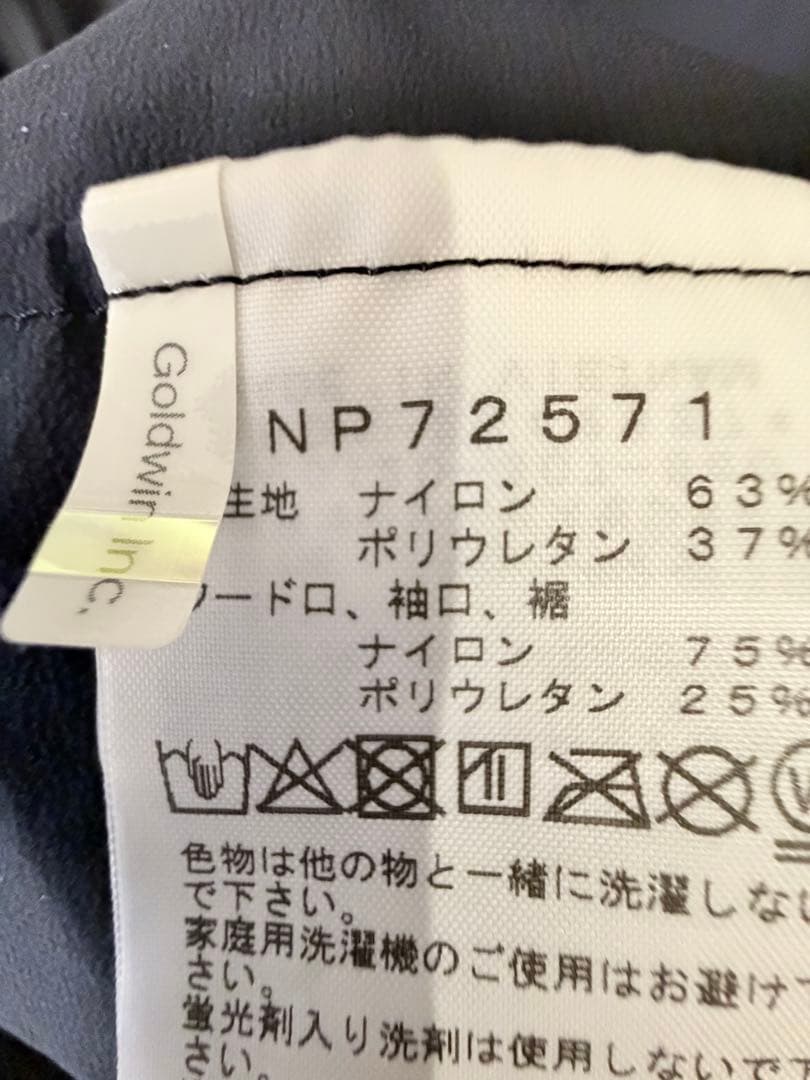 Goldwin Inc.
NP72571
生地 ナイロン 63%
ポリウレタン 37%
フード口、袖口、裾
ナイロン 75%
ポリウレタン 25%
色物は他の物と一緒に洗濯しない
で下さい。
家庭用洗濯機のご使用はお避け
さい。
蛍光剤入り洗剤は使用しないで下
さい。